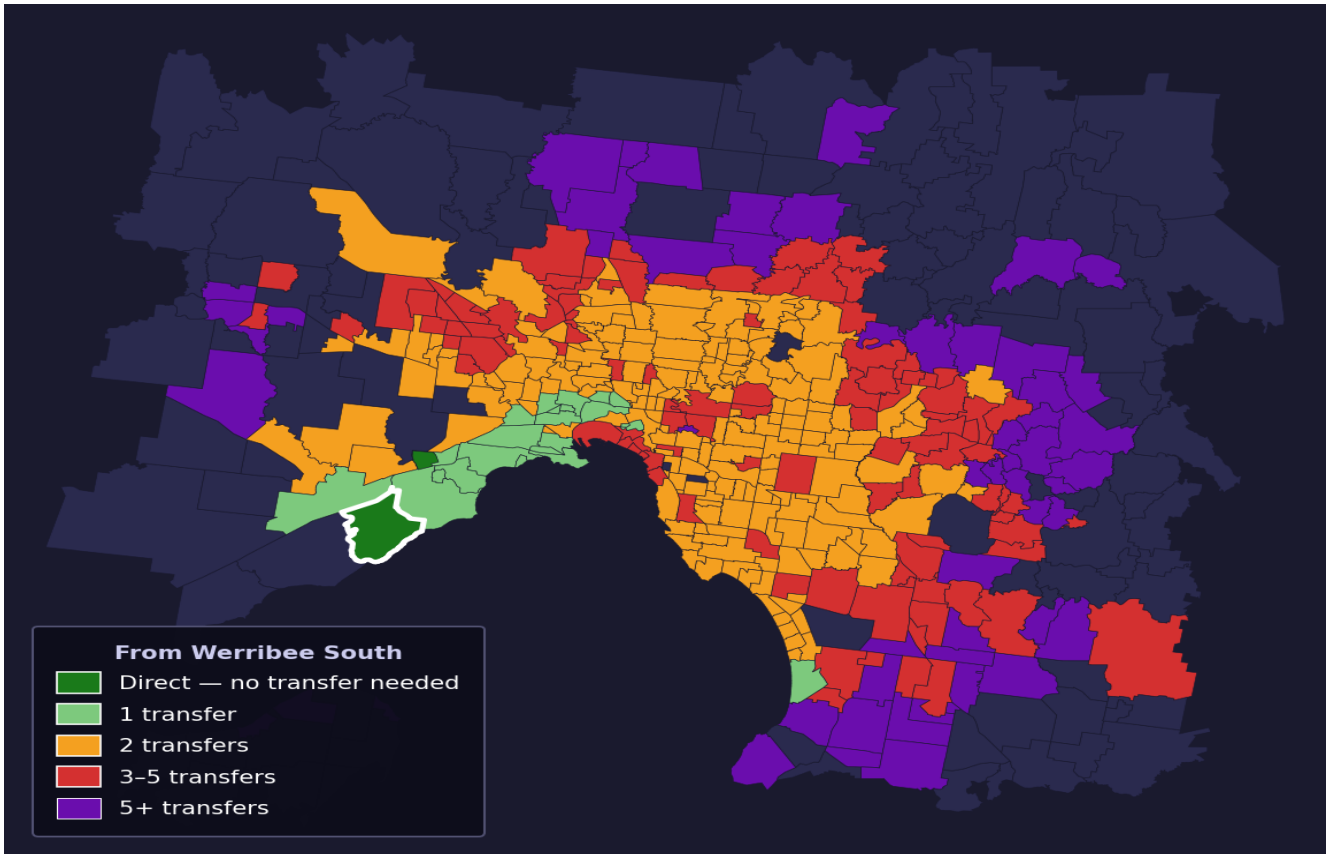 From Werribee South
Direct — no transfer needed
1 transfer
2 transfers
3–5 transfers
5+ transfers